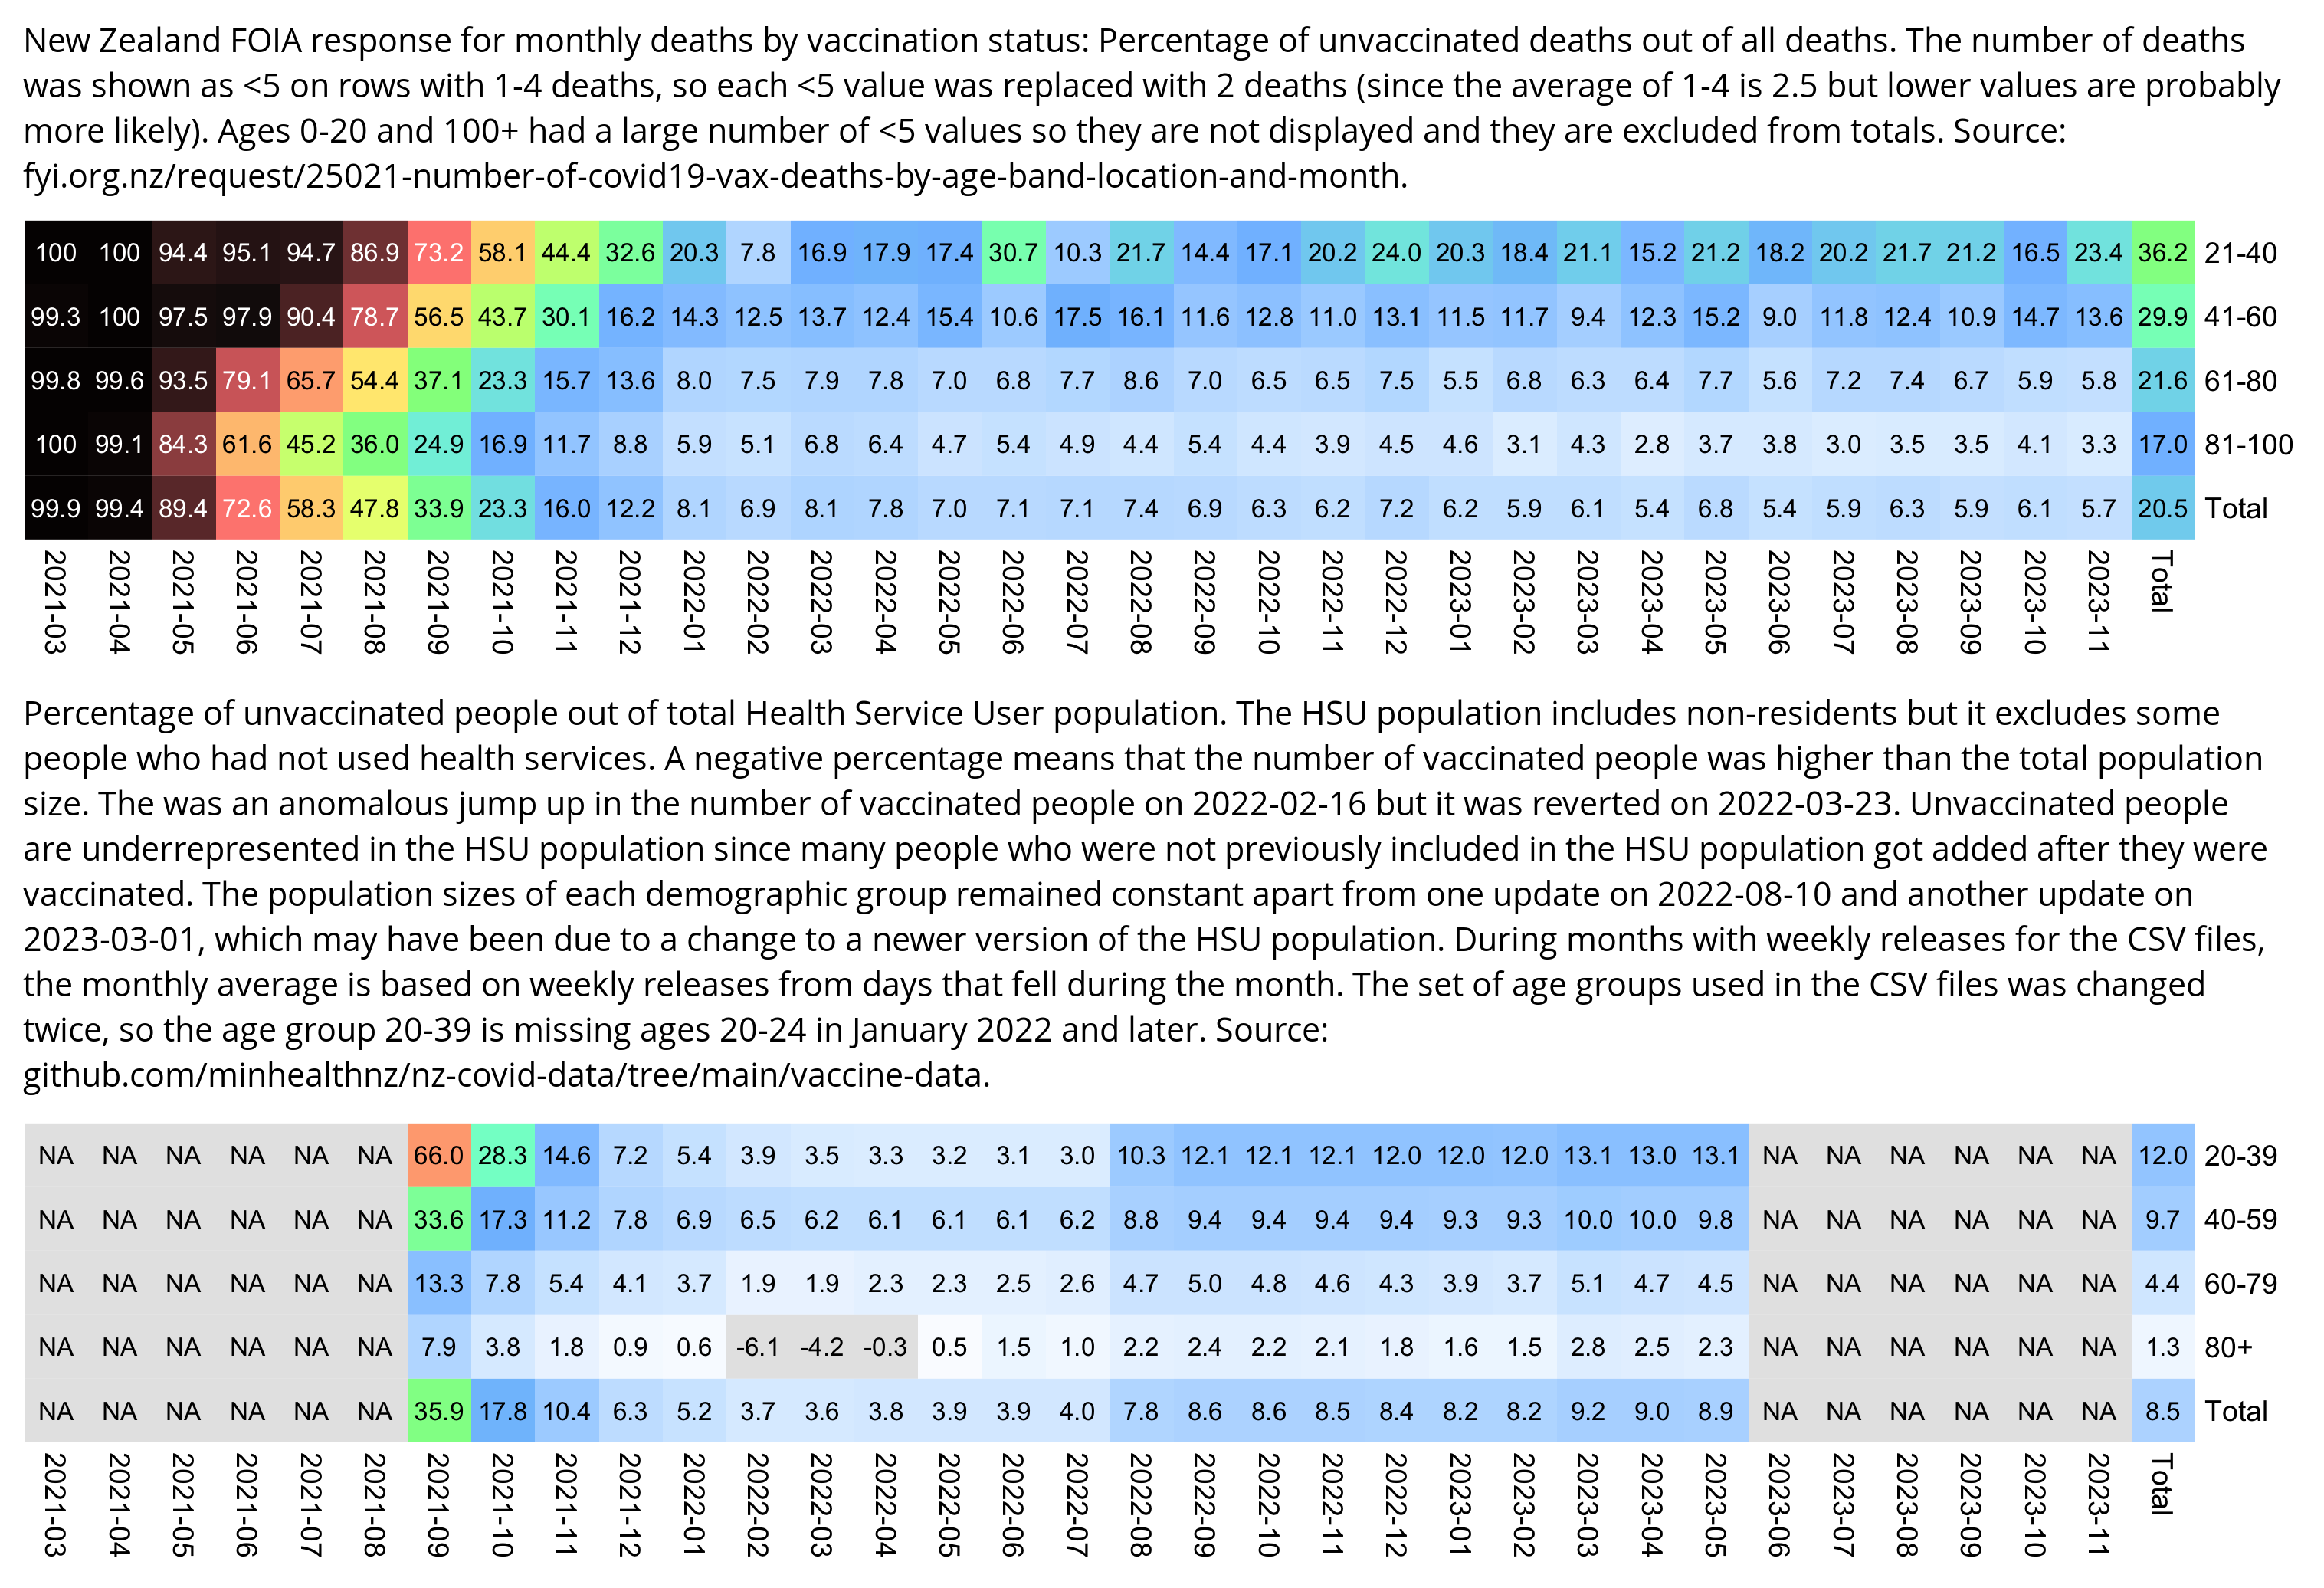 New Zealand FOIA response for monthly deaths by vaccination status: Percentage of unvaccinated deaths out of all deaths. The number of deaths
was shown as <5 on rows with 1-4 deaths, so each <5 value was replaced with 2 deaths (since the average of 1-4 is 2.5 but lower values are probably
more likely). Ages 0-20 and 100+ had a large number of <5 values so they are not displayed and they are excluded from totals. Source:
fyi.org.nz/request/25021-number-of-covid19-vax-deaths-by-age-band-location-and-month.
100 100 94.4 95.1 94.7 86.9 73.2 58.1 44.4 32.6 20.3 7.8 16.9 17.9 17.4 30.7 10.3 21.7 14.4 17.1 20.2 24.0 20.3 18.4 21.1 15.2 21.2 18.2 20.2 21.7 21.2 16.5 23.4 36.2 21-40
99.3 100 97.5 97.9 90.4 78.7 56.5 43.7 30.1 16.2 14.3 12.5 13.7 12.4 15.4 10.6 17.5 16.1 11.6 12.8 11.0 13.1 11.5 11.7 9.4 12.3 15.2 9.0 11.8 12.4 10.9 14.7 13.6 29.9 41-60
99.8 99.6 93.5 79.1 65.7 54.4 37.1 23.3 15.7 13.6 8.0 7.5 7.9 7.8 7.0 6.8 7.7 8.6 7.0 6.5 6.5 7.5 5.5 6.8 6.3 6.4 7.7 5.6 7.2 7.4 6.7 5.9 5.8 21.6 61-80
100 99.1 84.3 61.6 45.2 36.0 24.9 16.9 11.7 8.8 5.9 5.1 6.8 6.4 4.7 5.4 4.9 4.4 5.4 4.4 3.9 4.5 4.6 3.1 4.3 2.8 3.7 3.8 3.0 3.5 3.5 4.1 3.3 17.0 81-100
99.9 99.4 89.4 72.6 58.3 47.8 33.9 23.3 16.0 12.2 8.1 6.9 8.1 7.8 7.0 7.1 7.1 7.4 6.9 6.3 6.2 7.2 6.2 5.9 6.1 5.4 6.8 5.4 5.9 6.3 5.9 6.1 5.7 20.5 Total
2021-03 2021-04 2021-05 2021-06 2021-07 2021-08 2021-09 2021-10 2021-11 2021-12 2022-01 2022-02 2022-03 2022-04 2022-05 2022-06 2022-07 2022-08 2022-09 2022-10 2022-11 2022-12 2023-01 2023-02 2023-03 2023-04 2023-05 2023-06 2023-07 2023-08 2023-09 2023-10 2023-11 Total
Percentage of unvaccinated people out of total Health Service User population. The HSU population includes non-residents but it excludes some
people who had not used health services. A negative percentage means that the number of vaccinated people was higher than the total population
size. The was an anomalous jump up in the number of vaccinated people on 2022-02-16 but it was reverted on 2022-03-23. Unvaccinated people
are underrepresented in the HSU population since many people who were not previously included in the HSU population got added after they were
vaccinated. The population sizes of each demographic group remained constant apart from one update on 2022-08-10 and another update on
2023-03-01, which may have been due to a change to a newer version of the HSU population. During months with weekly releases for the CSV files,
the monthly average is based on weekly releases from days that fell during the month. The set of age groups used in the CSV files was changed
twice, so the age group 20-39 is missing ages 20-24 in January 2022 and later. Source:
github.com/minhealthnz/nz-covid-data/tree/main/vaccine-data.
NA NA NA NA NA NA 66.0 28.3 14.6 7.2 5.4 3.9 3.5 3.3 3.2 3.1 3.0 10.3 12.1 12.1 12.1 12.0 12.0 12.0 13.1 13.0 13.1 NA NA NA NA NA NA 12.0 20-39
NA NA NA NA NA NA 33.6 17.3 11.2 7.8 6.9 6.5 6.2 6.1 6.1 6.1 6.2 8.8 9.4 9.4 9.4 9.4 9.3 9.3 10.0 10.0 9.8 NA NA NA NA NA NA 9.7 40-59
NA NA NA NA NA NA 13.3 7.8 5.4 4.1 3.7 1.9 1.9 2.3 2.3 2.5 2.6 4.7 5.0 4.8 4.6 4.3 3.9 3.7 5.1 4.7 4.5 NA NA NA NA NA NA 4.4 60-79
NA NA NA NA NA NA 7.9 3.8 1.8 0.9 0.6 -6.1 -4.2 -0.3 0.5 1.5 1.0 2.2 2.4 2.2 2.1 1.8 1.6 1.5 2.8 2.5 2.3 NA NA NA NA NA NA 1.3 80+
NA NA NA NA NA NA 35.9 17.8 10.4 6.3 5.2 3.7 3.6 3.8 3.9 3.9 4.0 7.8 8.6 8.6 8.5 8.4 8.2 8.2 9.2 9.0 8.9 NA NA NA NA NA NA 8.5 Total
2021-03 2021-04 2021-05 2021-06 2021-07 2021-08 2021-09 2021-10 2021-11 2021-12 2022-01 2022-02 2022-03 2022-04 2022-05 2022-06 2022-07 2022-08 2022-09 2022-10 2022-11 2022-12 2023-01 2023-02 2023-03 2023-04 2023-05 2023-06 2023-07 2023-08 2023-09 2023-10 2023-11 Total